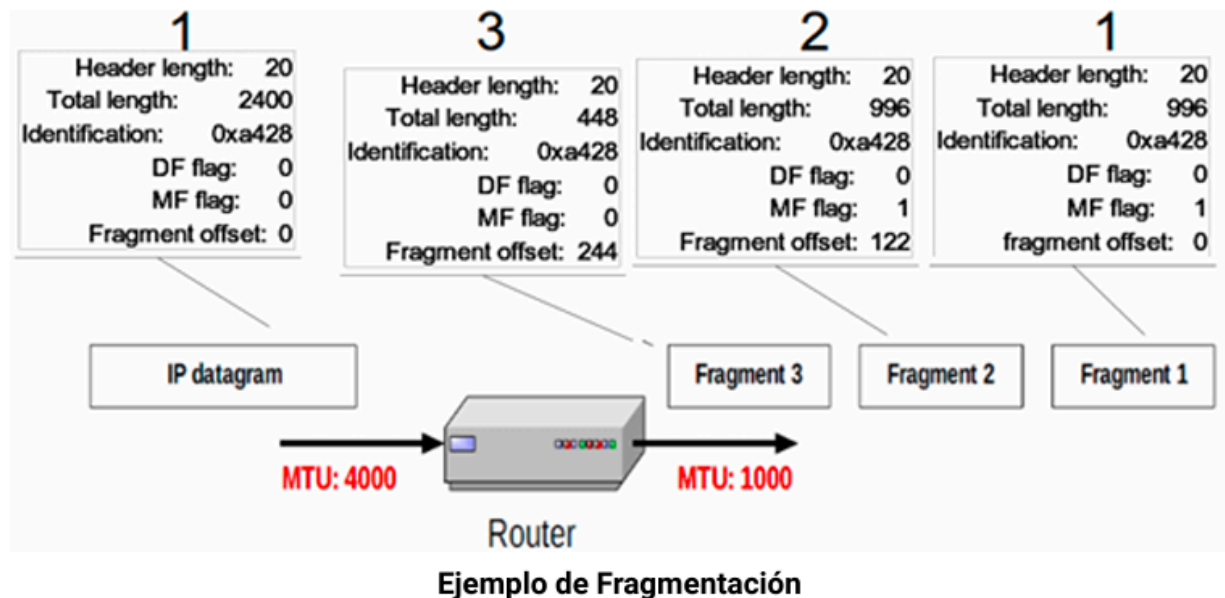 1
Header length: 20
Total length: 2400
Identification: 0xa428
DF flag: 0
MF flag: 0
Fragment offset: 0
3
Header length: 20
Total length: 448
Identification: 0xa428
DF flag: 0
MF flag: 0
Fragment offset: 244
2
Header length: 20
Total length: 996
Identification: 0xa428
DF flag: 0
MF flag: 1
Fragment offset: 122
1
Header length: 20
Total length: 996
Identification: 0xa428
DF flag: 0
MF flag: 1
fragment offset: 0
IP datagram
Fragment 3
Fragment 2
Fragment 1
MTU: 4000
MTU: 1000
Router
Ejemplo de Fragmentación